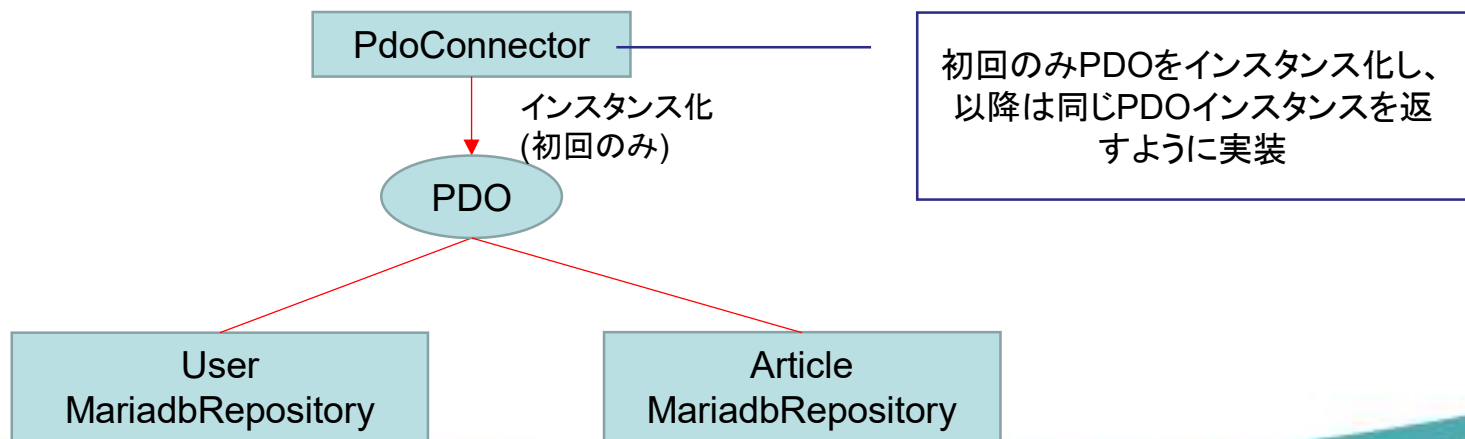 PdoConnector
初回のみPDOをインスタンス化し、
以降は同じPDOインスタンスを返
すように実装
インスタンス化
(初回のみ)
PDO
User
MariadbRepository
Article
MariadbRepository